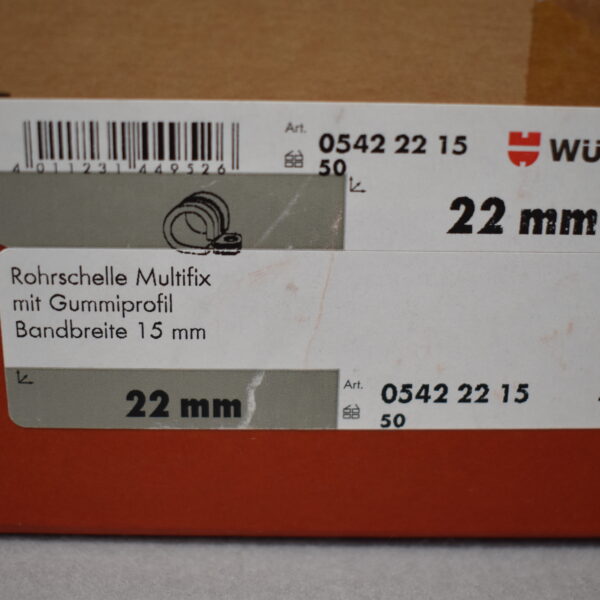 Art. 0542 22 15
50
4 011231 449526
WÜ
22 mm
Rohrschelle Multifix
mit Gummiprofil
Bandbreite 15 mm
22 mm
Art. 0542 22 15
50